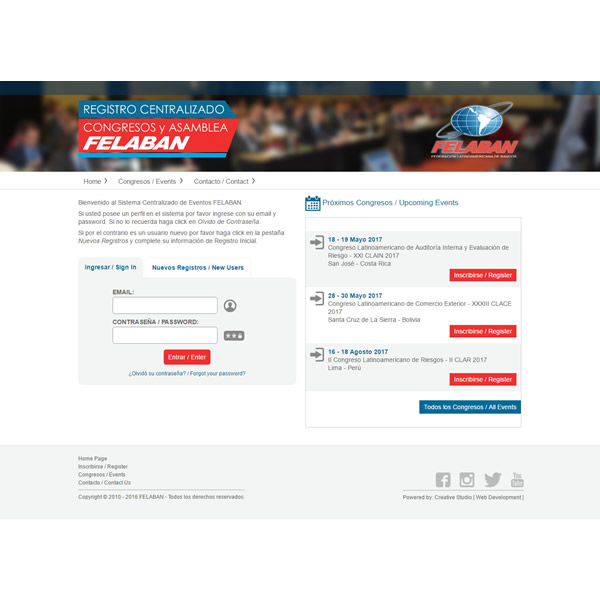 REGISTRO CENTRALIZADO
CONGRESOS y ASAMBLEA
FELABAN
FELABAN
FEDERACIÓN LATINOAMERICANA DE BANCOS
Home
Congresos / Events
Contacto / Contact
Bienvenido al Sistema Centralizado de Eventos FELABAN.
Si usted posee un perfil en el sistema por favor ingrese con su email y
password. Si no lo recuerda haga click en Olvido de Contraseña.
Si por el contrario es un usuario nuevo por favor haga click en la pestaña
Nuevos Registros y complete su información de Registro Inicial.
Ingresar / Sign In
Nuevos Registros / New Users
EMAIL:
CONTRASEÑA / PASSWORD:
Entrar / Enter
¿Olvidó su contraseña? / Forgot your password?
Próximos Congresos / Upcoming Events
18 - 19 Mayo 2017
Congreso Latinoamericano de Auditoría Interna y Evaluación de
Riesgo - XXI CLAIN 2017
San José - Costa Rica
Inscribirse / Register
28 - 30 Mayo 2017
Congreso Latinoamericano de Comercio Exterior - XXXIII CLACE
2017
Santa Cruz de La Sierra - Bolivia
Inscribirse / Register
16 - 18 Agosto 2017
II Congreso Latinoamericano de Riesgos - II CLAR 2017
Lima - Perú
Inscribirse / Register
Todos los Congresos / All Events
Home Page
Inscribirse / Register
Congresos / Events
Contacto / Contact Us
Copyright © 2010 - 2016 FELABAN - Todos los derechos reservados.
You
Tube
Powered by: Creative Studio [ Web Development ]